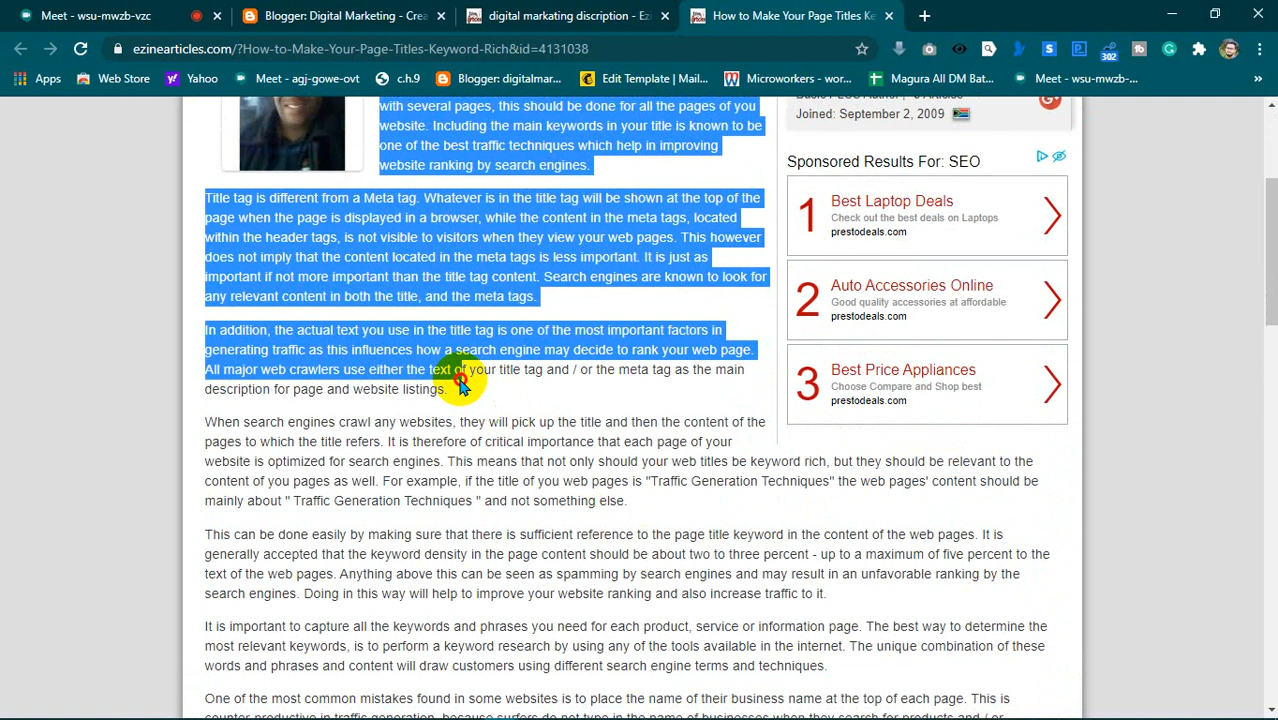 Meet - wsu-mwzb-vzc
Blogger: Digital Marketing - Crea
digital markating discription - Ezi
How to Make Your Page Titles Ke
ezinearticles.com/?How-to-Make-Your-Page-Titles-Keyword-Rich&id=4131038
302
Apps
Web Store
Yahoo
Meet - agj-gowe-ovt
c.h.9
Blogger: digitalmar...
Edit Template | Mail...
Microworkers - wor...
Magura All DM Bat...
Meet - wsu-mwzb-...
with several pages, this should be done for all the pages of you
website. Including the main keywords in your title is known to be
one of the best traffic techniques which help in improving
website ranking by search engines.
Title tag is different from a Meta tag. Whatever is in the title tag will be shown at the top of the
page when the page is displayed in a browser, while the content in the meta tags, located
within the header tags, is not visible to visitors when they view your web pages. This however
does not imply that the content located in the meta tags is less important. It is just as
important if not more important than the title tag content. Search engines are known to look for
any relevant content in both the title, and the meta tags.
In addition, the actual text you use in the title tag is one of the most important factors in
generating traffic as this influences how a search engine may decide to rank your web page.
All major web crawlers use either the text of your title tag and / or the meta tag as the main
description for page and website listings.
When search engines crawl any websites, they will pick up the title and then the content of the
pages to which the title refers. It is therefore of critical importance that each page of your
website is optimized for search engines. This means that not only should your web titles be keyword rich, but they should be relevant to the
content of you pages as well. For example, if the title of you web pages is "Traffic Generation Techniques" the web pages' content should be
mainly about " Traffic Generation Techniques " and not something else.
This can be done easily by making sure that there is sufficient reference to the page title keyword in the content of the web pages. It is
generally accepted that the keyword density in the page content should be about two to three percent - up to a maximum of five percent to the
text of the web pages. Anything above this can be seen as spamming by search engines and may result in an unfavorable ranking by the
search engines. Doing in this way will help to improve your website ranking and also increase traffic to it.
It is important to capture all the keywords and phrases you need for each product, service or information page. The best way to determine the
most relevant keywords, is to perform a keyword research by using any of the tools available in the internet. The unique combination of these
words and phrases and content will draw customers using different search engine terms and techniques.
One of the most common mistakes found in some websites is to place the name of their business name at the top of each page. This is
counter productive in traffic generation, because surfers do not type in the name of businesses when they search for products and / or
Joined: September 2, 2009
Sponsored Results For: SEO
1
Best Laptop Deals
Check out the best deals on Laptops
prestodeals.com
2
Auto Accessories Online
Good quality accessories at affordable
prestodeals.com
3
Best Price Appliances
Choose Compare and Shop best
prestodeals.com